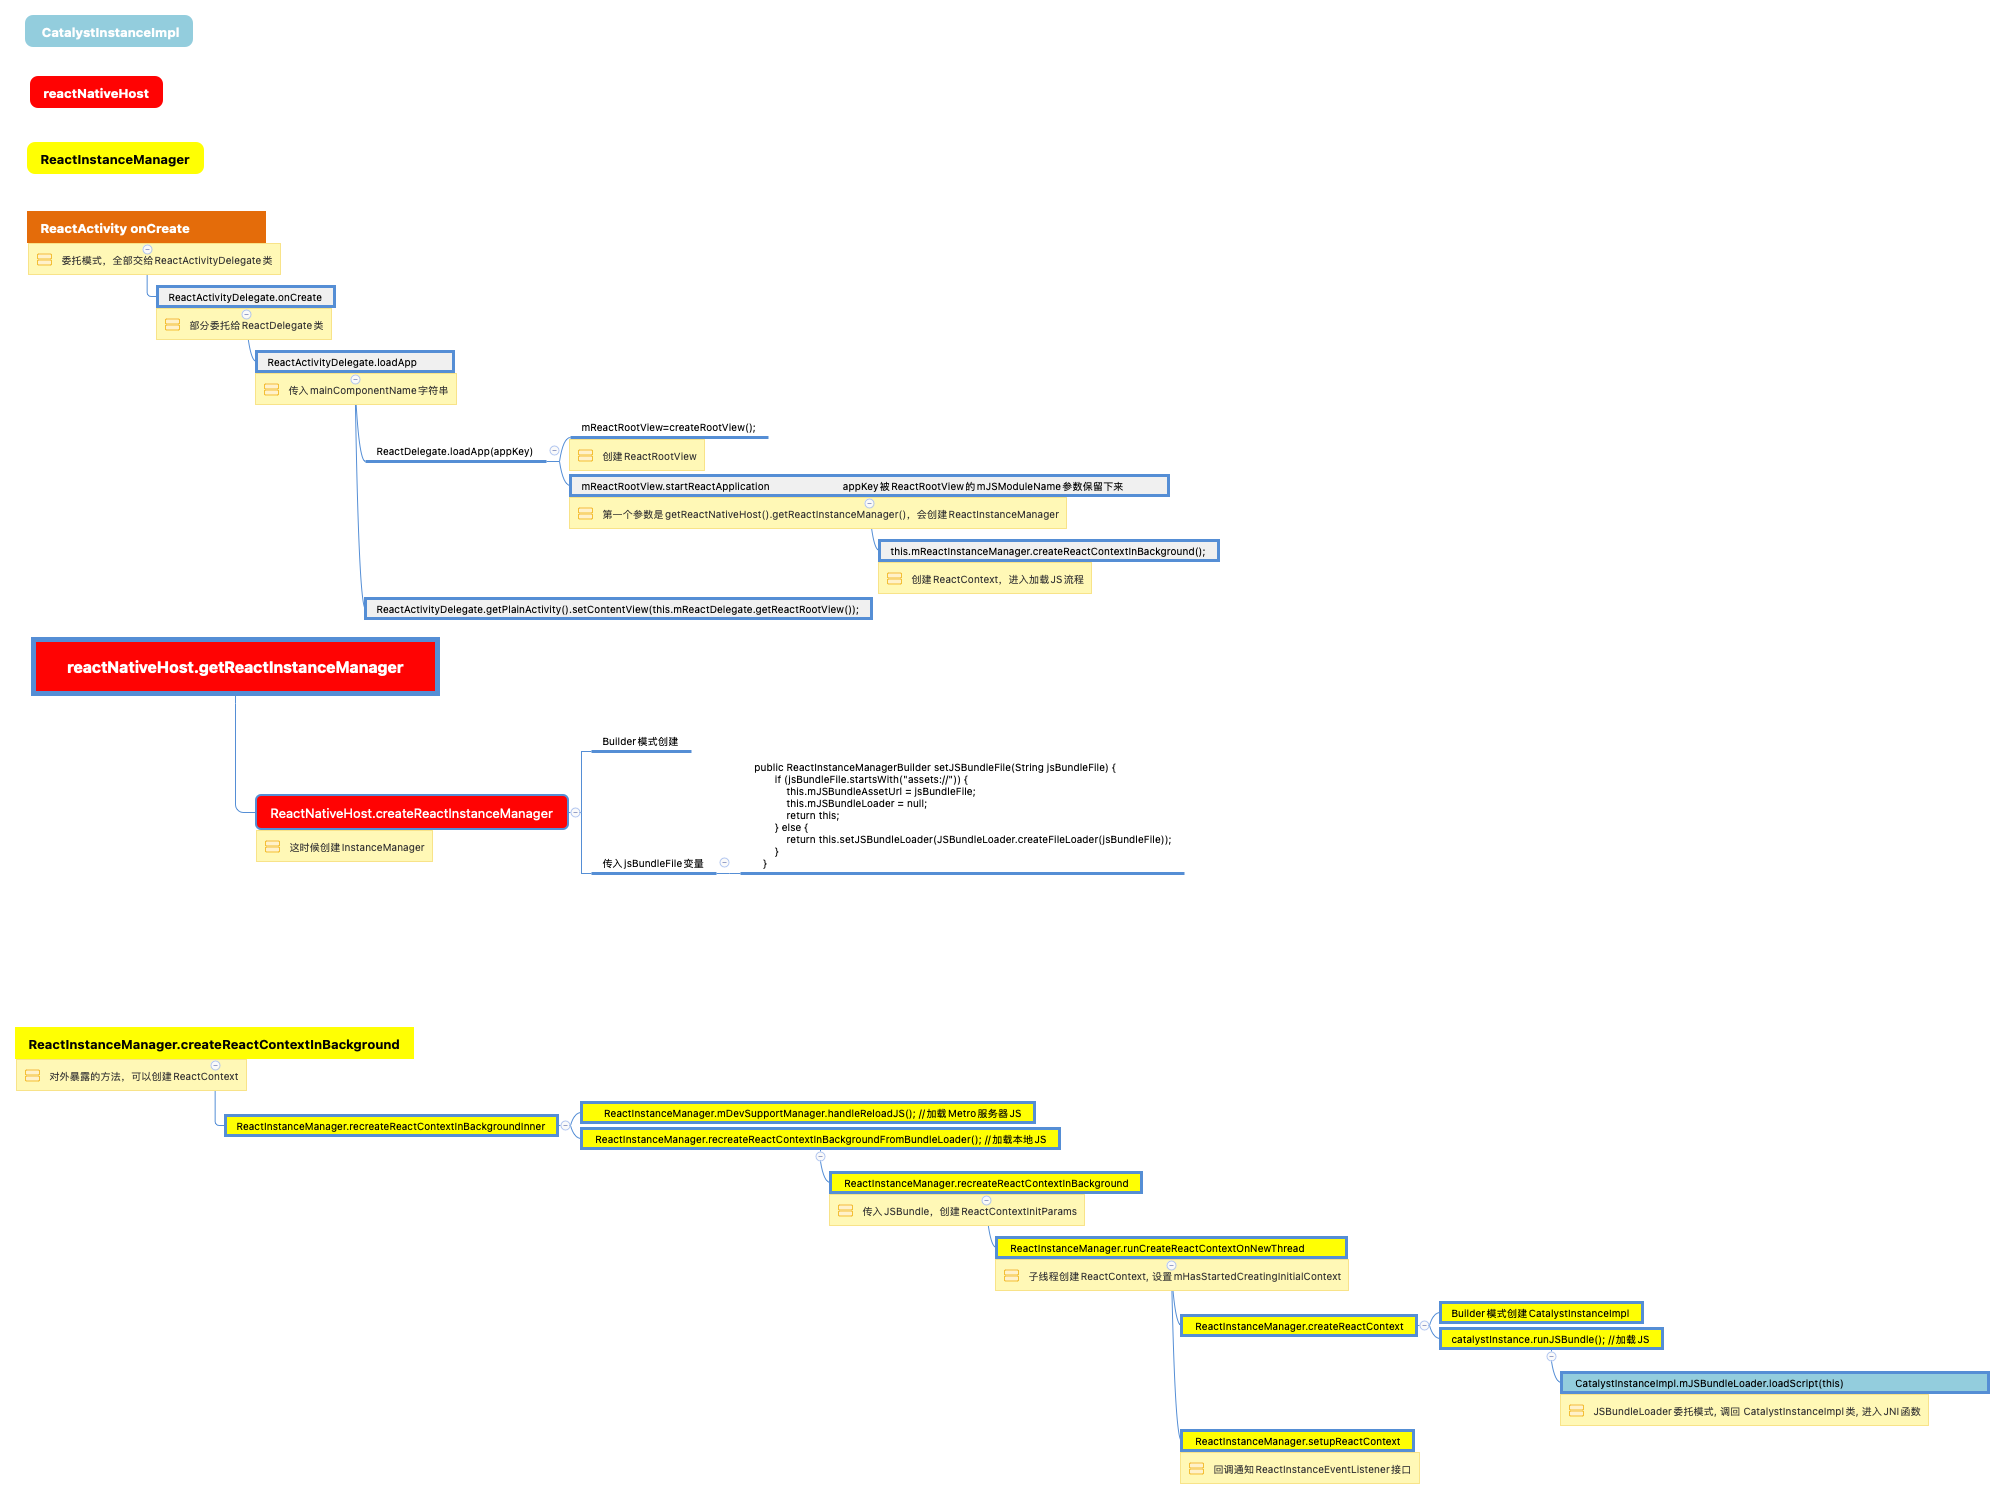 CatalystInstanceImpl
reactNativeHost
ReactInstanceManager
ReactActivity onCreate
委托模式，全部交给ReactActivityDelegate类
ReactActivityDelegate.onCreate
部分委托给ReactDelegate类
ReactActivityDelegate.loadApp
传入mainComponentName字符串
mReactRootView=createRootView();
ReactDelegate.loadApp(appKey)
创建ReactRootView
mReactRootView.startReactApplication appKey被ReactRootView的mJSModuleName参数保留下来
第一个参数是getReactNativeHost().getReactInstanceManager()，会创建ReactInstanceManager
this.mReactInstanceManager.createReactContextInBackground();
创建ReactContext，进入加载JS流程
ReactActivityDelegate.getPlainActivity().setContentView(this.mReactDelegate.getReactRootView());
reactNativeHost.getReactInstanceManager
Builder模式创建
public ReactInstanceManagerBuilder setJSBundleFile(String jsBundleFile) {
if (jsBundleFile.startsWith("assets://")) {
this.mJSBundleAssetUrl = jsBundleFile;
this.mJSBundleLoader = null;
return this;
} else {
return this.setJSBundleLoader(JSBundleLoader.createFileLoader(jsBundleFile));
}
}
ReactNativeHost.createReactInstanceManager
这时候创建InstanceManager
传入jsBundleFile变量
ReactInstanceManager.createReactContextInBackground
对外暴露的方法，可以创建ReactContext
ReactInstanceManager.recreateReactContextInBackgroundInner
ReactInstanceManager.mDevSupportManager.handleReloadJS(); //加载Metro服务器JS
ReactInstanceManager.recreateReactContextInBackgroundFromBundleLoader(); //加载本地JS
ReactInstanceManager.recreateReactContextInBackground
传入JSBundle，创建ReactContextInitParams
ReactInstanceManager.runCreateReactContextOnNewThread
子线程创建ReactContext, 设置mHasStartedCreatingInitialContext
ReactInstanceManager.createReactContext
Builder模式创建CatalystInstanceImpl
catalystInstance.runJSBundle(); //加载JS
CatalystInstanceImpl.mJSBundleLoader.loadScript(this)
JSBundleLoader委托模式, 调回 CatalystInstanceImpl类, 进入JNI函数
ReactInstanceManager.setupReactContext
回调通知ReactInstanceEventListener接口